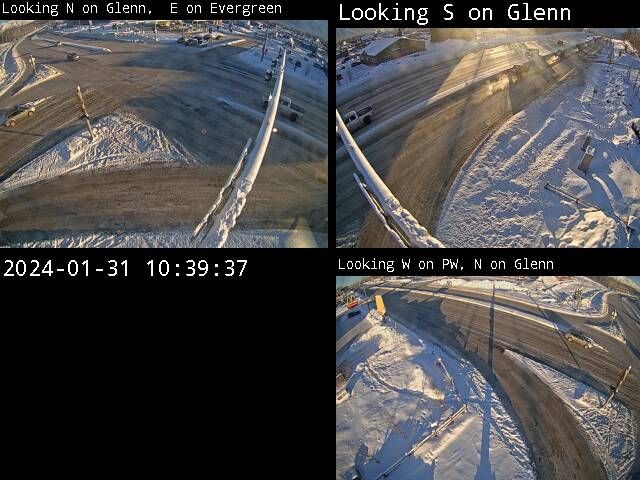 Looking N on Glenn,  E on Evergreen
Looking S on Glenn
2024-01-31 10:39:37
Looking W on PW, N on Glenn